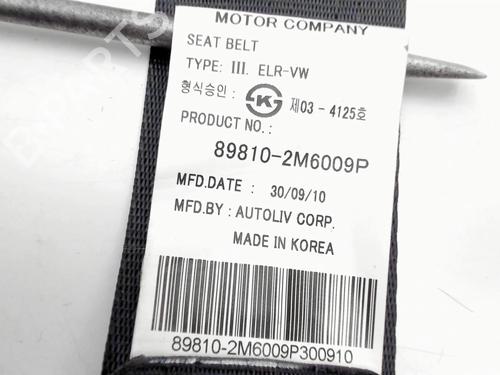 MOTOR COMPANY
SEAT BELT
TYPE: III. ELR-VW
형식승인 : K 제03 - 4125호
PRODUCT NO.:
89810-2M6009P
MFD.DATE : 30/09/10
MFD.BY : AUTOLIV CORP.
MADE IN KOREA
89810-2M6009P300910